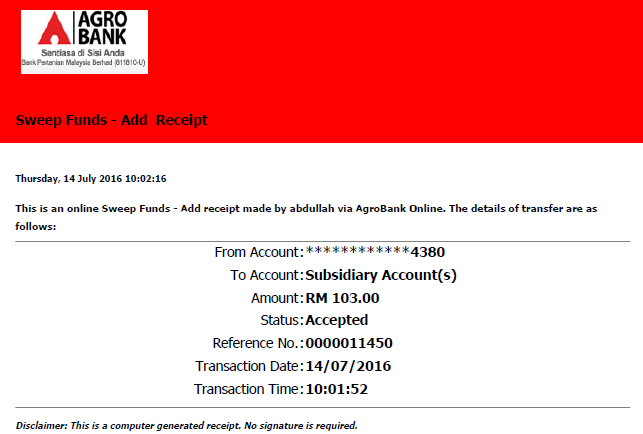 AGRO
BANK
Sentiasa di Sisi Anda
Bank Pertanian Malaysia Berhad (811810-U)
Sweep Funds - Add Receipt
Thursday, 14 July 2016 10:02:16
This is an online Sweep Funds - Add receipt made by abdullah via AgroBank Online. The details of transfer are as
follows:
From Account:************4380
To Account:Subsidiary Account(s)
Amount:RM 103.00
Status:Accepted
Reference No.:0000011450
Transaction Date:14/07/2016
Transaction Time:10:01:52
Disclaimer: This is a computer generated receipt. No signature is required.